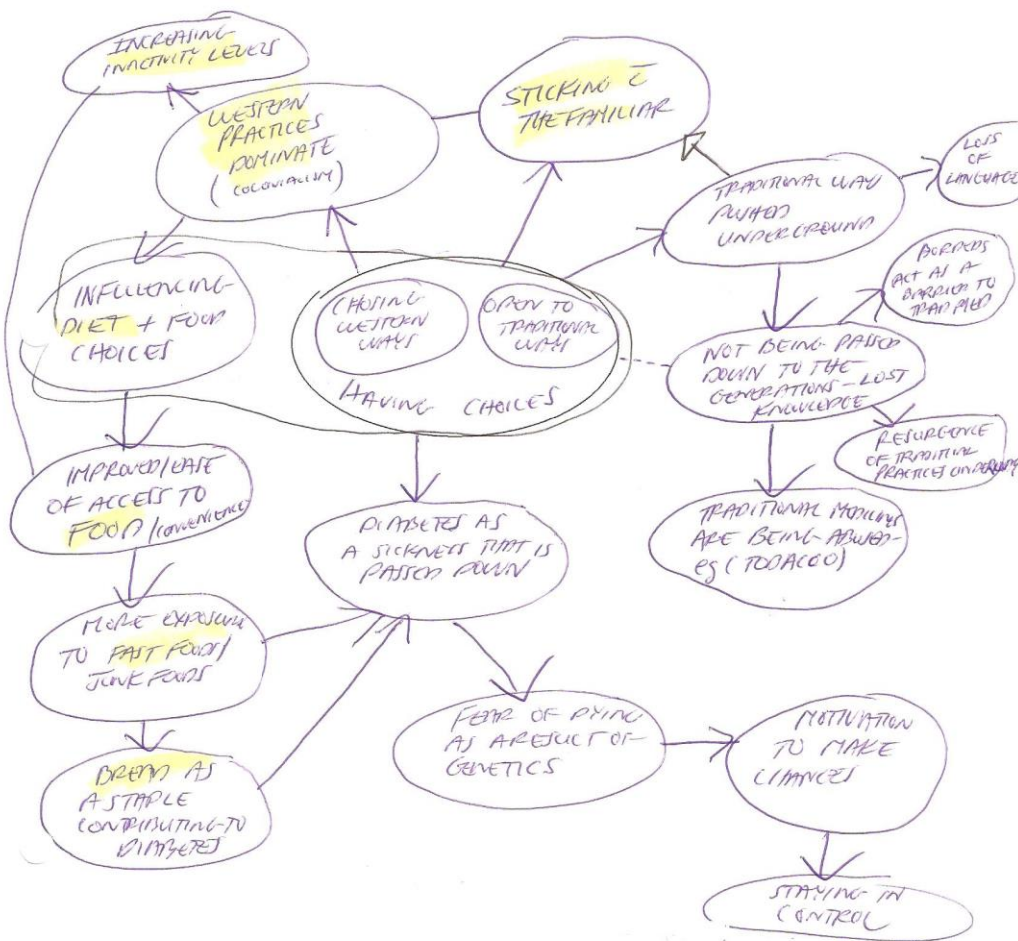 INCREASING
INACTIVITY LEVELS
WESTERN
PRACTICES
DOMINATE
(COLONIALISM)
STICKING c̄
THE FAMILIAR
TRADITIONAL WAYS
PUSHED
UNDERGROUND
LOSS
OF
LANGUAGE
INFLUENCING
DIET + FOOD
CHOICES
CHOSING
WESTERN
WAYS
OPEN TO
TRADITIONAL
WAYS
HAVING CHOICES
ACT AS A
BARRIER TO
TRAD MED
NOT BEING PASSED
DOWN TO THE
GENERATIONS - LOST
KNOWLEDGE
RESURGENCE
OF TRADITIONAL
PRACTICES
IMPROVED/EASE
OF ACCESS TO
FOOD/CONVENIENCE
DIABETES AS
A SICKNESS THAT IS
PASSED DOWN
TRADITIONAL MEDICINES
ARE BEING ABUSED-
eg (TOBACCO)
MORE EXPOSURE
TO FAST FOODS/
JUNK FOODS
FEAR OF DYING
AS A RESULT OF
GENETICS
MOTIVATION
TO MAKE
CHANGES
BREAD AS
A STAPLE
CONTRIBUTING TO
DIABETES
STAYING IN
CONTROL